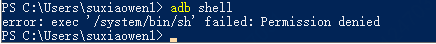 PS C:\Users\suxiaowen1> adb shell
error: exec '/system/bin/sh' failed: Permission denied
PS C:\Users\suxiaowen1>